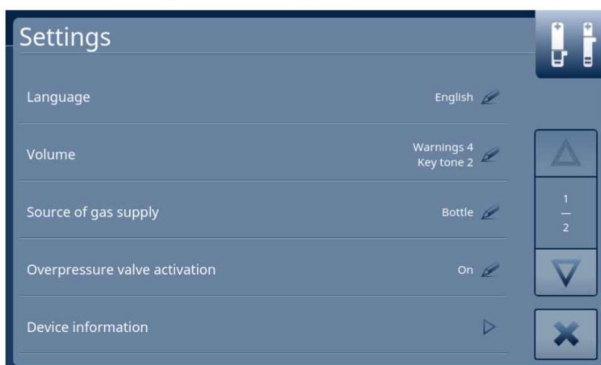 Settings
Language
English
Volume
Warnings 4
Key tone 2
Source of gas supply
Bottle
Overpressure valve activation
On
Device information
1
2